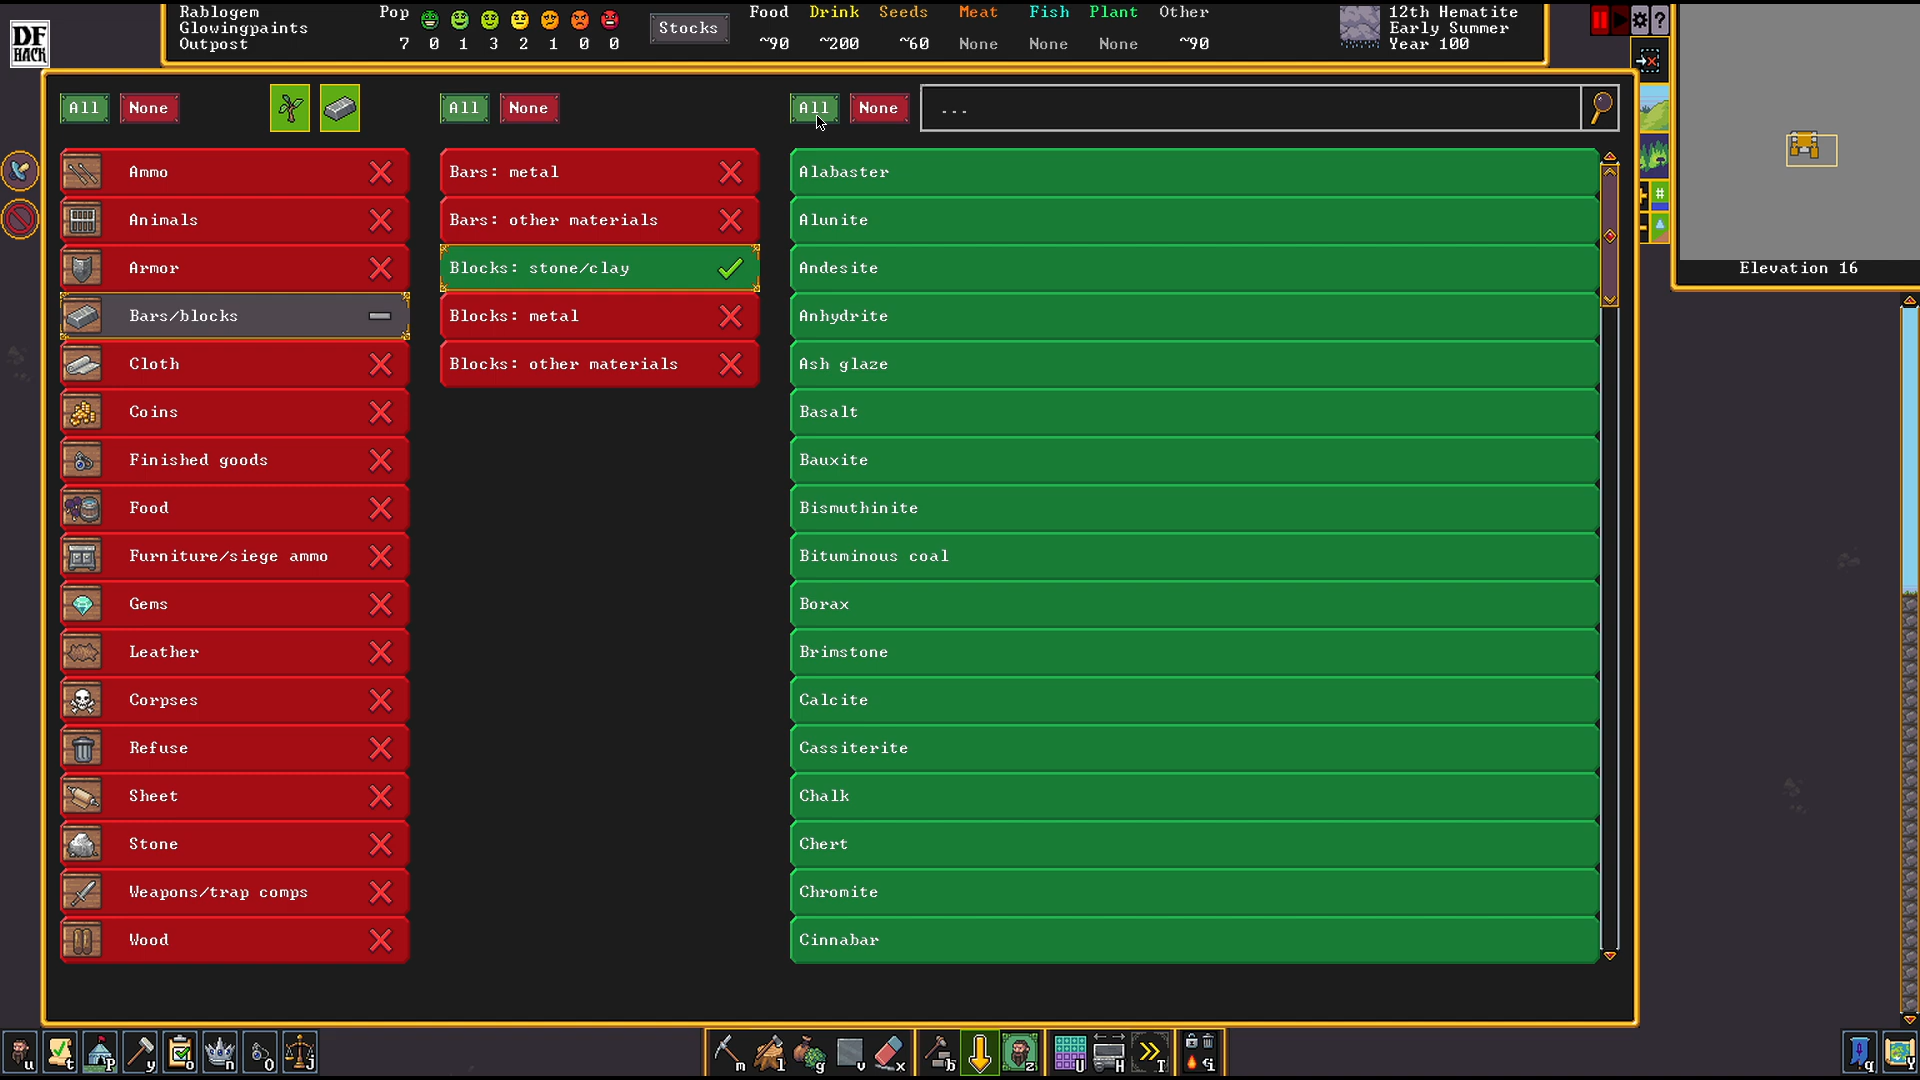 DF HACK
Rablogem
Glowingpaints
Outpost
Pop
7 0 1 3 2 1 0 0
Stocks
Food Drink Seeds Meat Fish Plant Other
~90 ~200 ~60 None None None ~90
12th Hematite
Early Summer
Year 100
?
All None
All None
All None
...
Ammo
Animals
Armor
Bars/blocks
Cloth
Coins
Finished goods
Food
Furniture/siege ammo
Gems
Leather
Corpses
Refuse
Sheet
Stone
Weapons/trap comps
Wood
Bars: metal
Bars: other materials
Blocks: stone/clay
Blocks: metal
Blocks: other materials
Alabaster
Alunite
Andesite
Anhydrite
Ash glaze
Basalt
Bauxite
Bismuthinite
Bituminous coal
Borax
Brimstone
Calcite
Cassiterite
Chalk
Chert
Chromite
Cinnabar
Elevation 16
#
u t P y o n O j
m l g v x b z U H T i
q Y